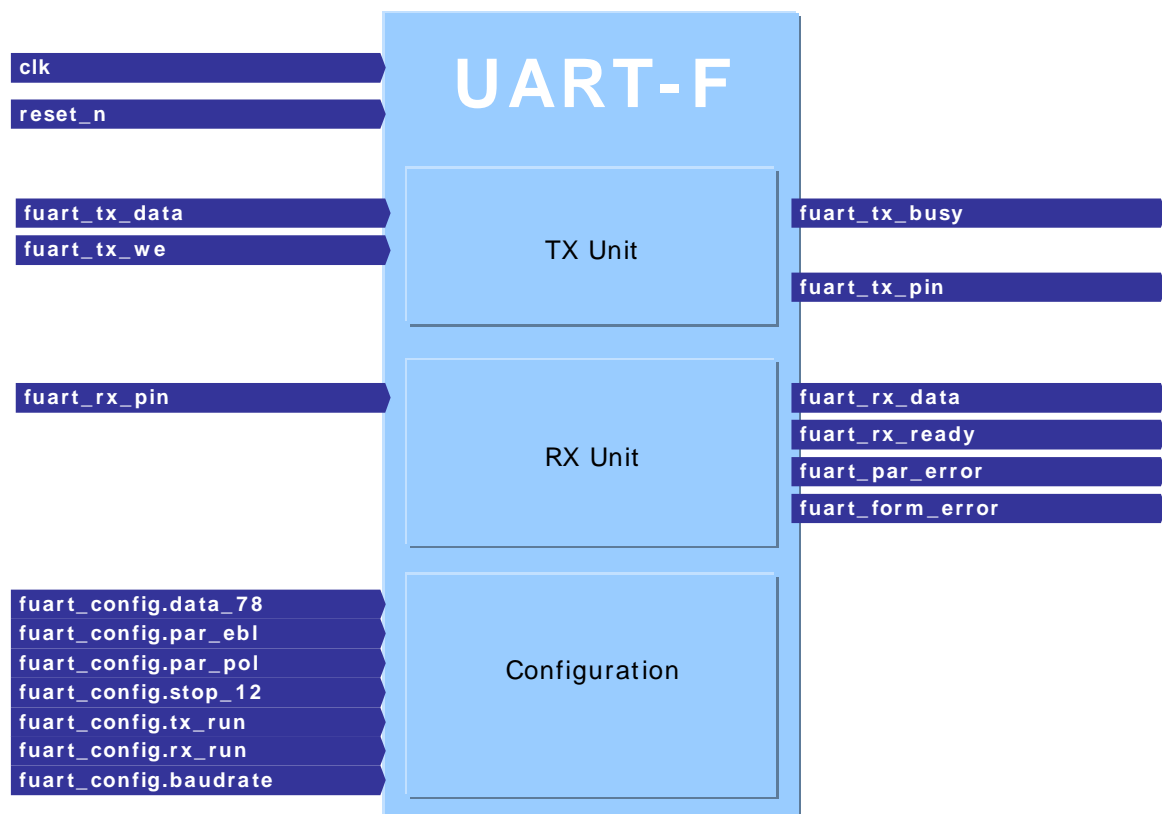 UART-F
clk
reset_n
fuart_tx_data
fuart_tx_we
TX Unit
fuart_tx_busy
fuart_tx_pin
fuart_rx_pin
RX Unit
fuart_rx_data
fuart_rx_ready
fuart_par_error
fuart_form_error
fuart_config.data_78
fuart_config.par_ebl
fuart_config.par_pol
fuart_config.stop_12
fuart_config.tx_run
fuart_config.rx_run
fuart_config.baudrate
Configuration